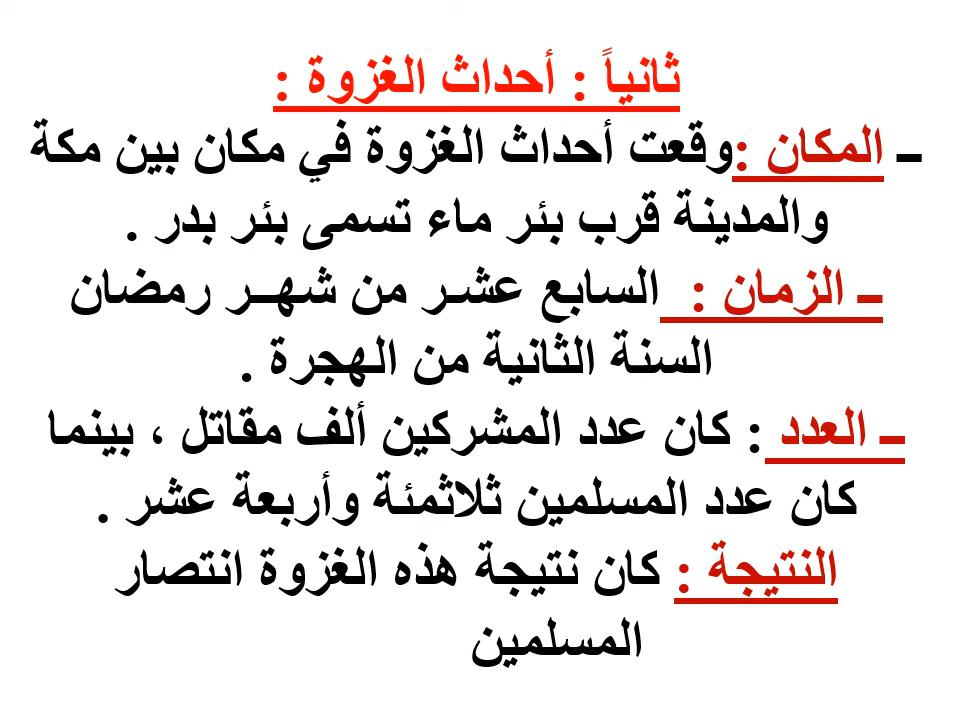 ثانياً : أحداث الغزوة :
ـ المكان :وقعت أحداث الغزوة في مكان بين مكة
والمدينة قرب بئر ماء تسمى بئر بدر .
ـ الزمان : السابع عشـر من شهــر رمضان
السنة الثانية من الهجرة .
ـ العدد : كان عدد المشركين ألف مقاتل ، بينما
كان عدد المسلمين ثلاثمئة وأربعة عشر .
النتيجة : كان نتيجة هذه الغزوة انتصار
المسلمين